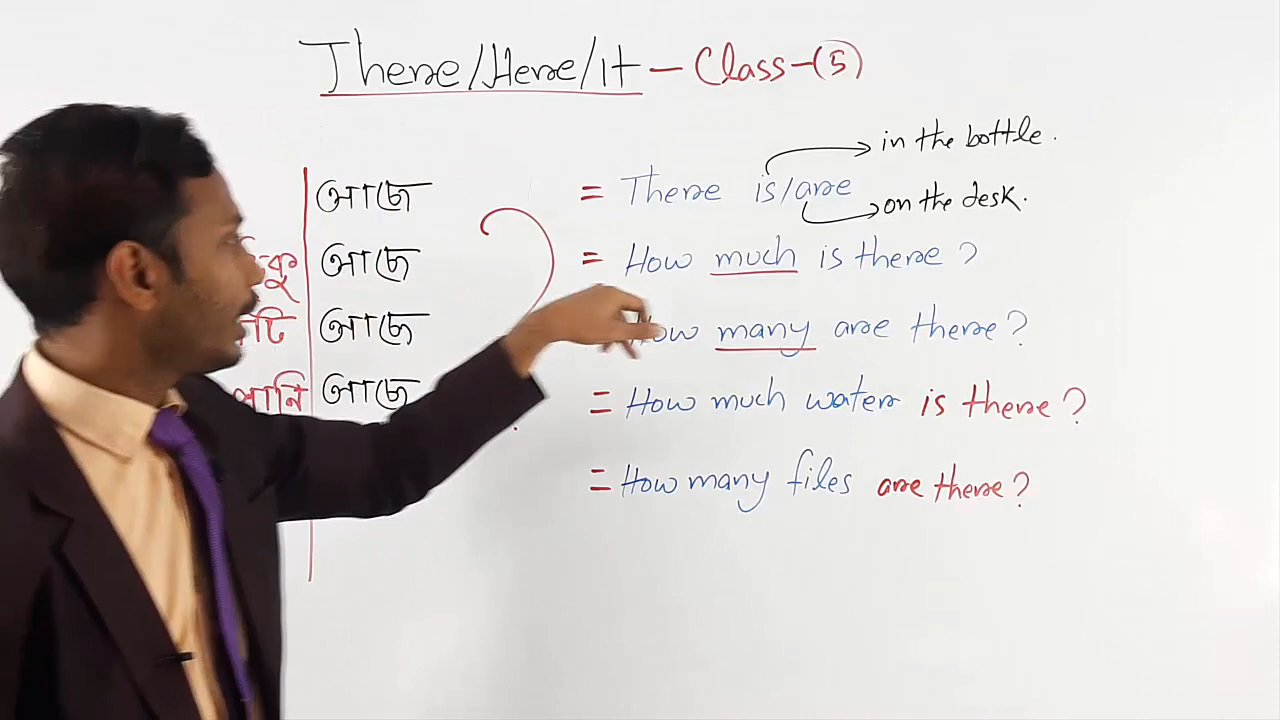 There/Here/It - Class-(5)
in the bottle.
আছে = There is/are
on the desk.
আছে = How much is there?
টি আছে How many are there?
পানি আছে = How much water is there?
= How many files are there?